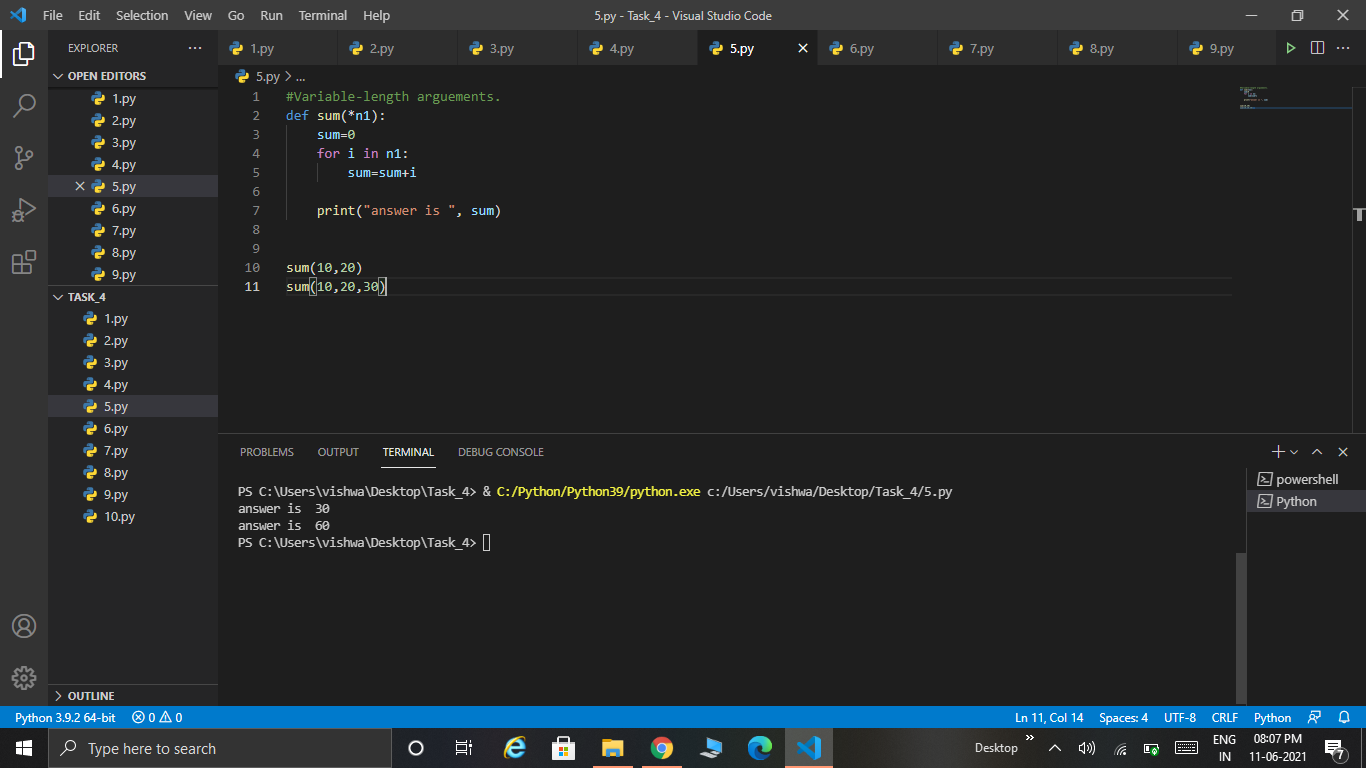 File Edit Selection View Go Run Terminal Help
5.py - Task_4 - Visual Studio Code
EXPLORER
OPEN EDITORS
1.py
2.py
3.py
4.py
5.py
6.py
7.py
8.py
9.py
TASK_4
1.py
2.py
3.py
4.py
5.py
6.py
7.py
8.py
9.py
10.py
OUTLINE
1.py 2.py 3.py 4.py 5.py 6.py 7.py 8.py 9.py
5.py > ...
1 #Variable-length arguements.
2 def sum(*n1):
3 sum=0
4 for i in n1:
5 sum=sum+i
6
7 print("answer is ", sum)
8
9
10 sum(10,20)
11 sum(10,20,30)
PROBLEMS OUTPUT TERMINAL DEBUG CONSOLE
PS C:\Users\vishwa\Desktop\Task_4> & C:/Python/Python39/python.exe c:/Users/vishwa/Desktop/Task_4/5.py
answer is  30
answer is  60
PS C:\Users\vishwa\Desktop\Task_4>
powershell
Python
Python 3.9.2 64-bit 0 0 Ln 11, Col 14 Spaces: 4 UTF-8 CRLF Python
Type here to search
Desktop
ENG
IN
08:07 PM
11-06-2021
7